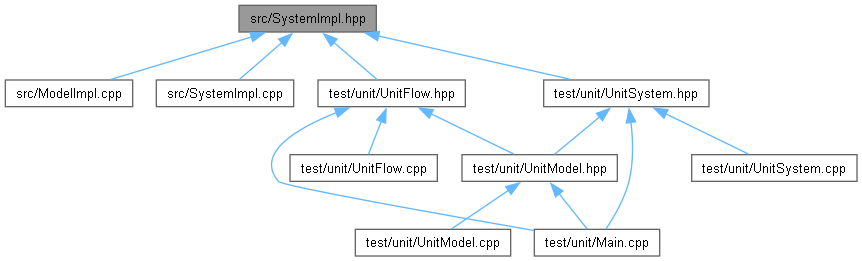 src/SystemImpl.hpp
src/ModelImpl.cpp
src/SystemImpl.cpp
test/unit/UnitFlow.hpp
test/unit/UnitSystem.hpp
test/unit/UnitFlow.cpp
test/unit/UnitModel.hpp
test/unit/UnitSystem.cpp
test/unit/UnitModel.cpp
test/unit/Main.cpp